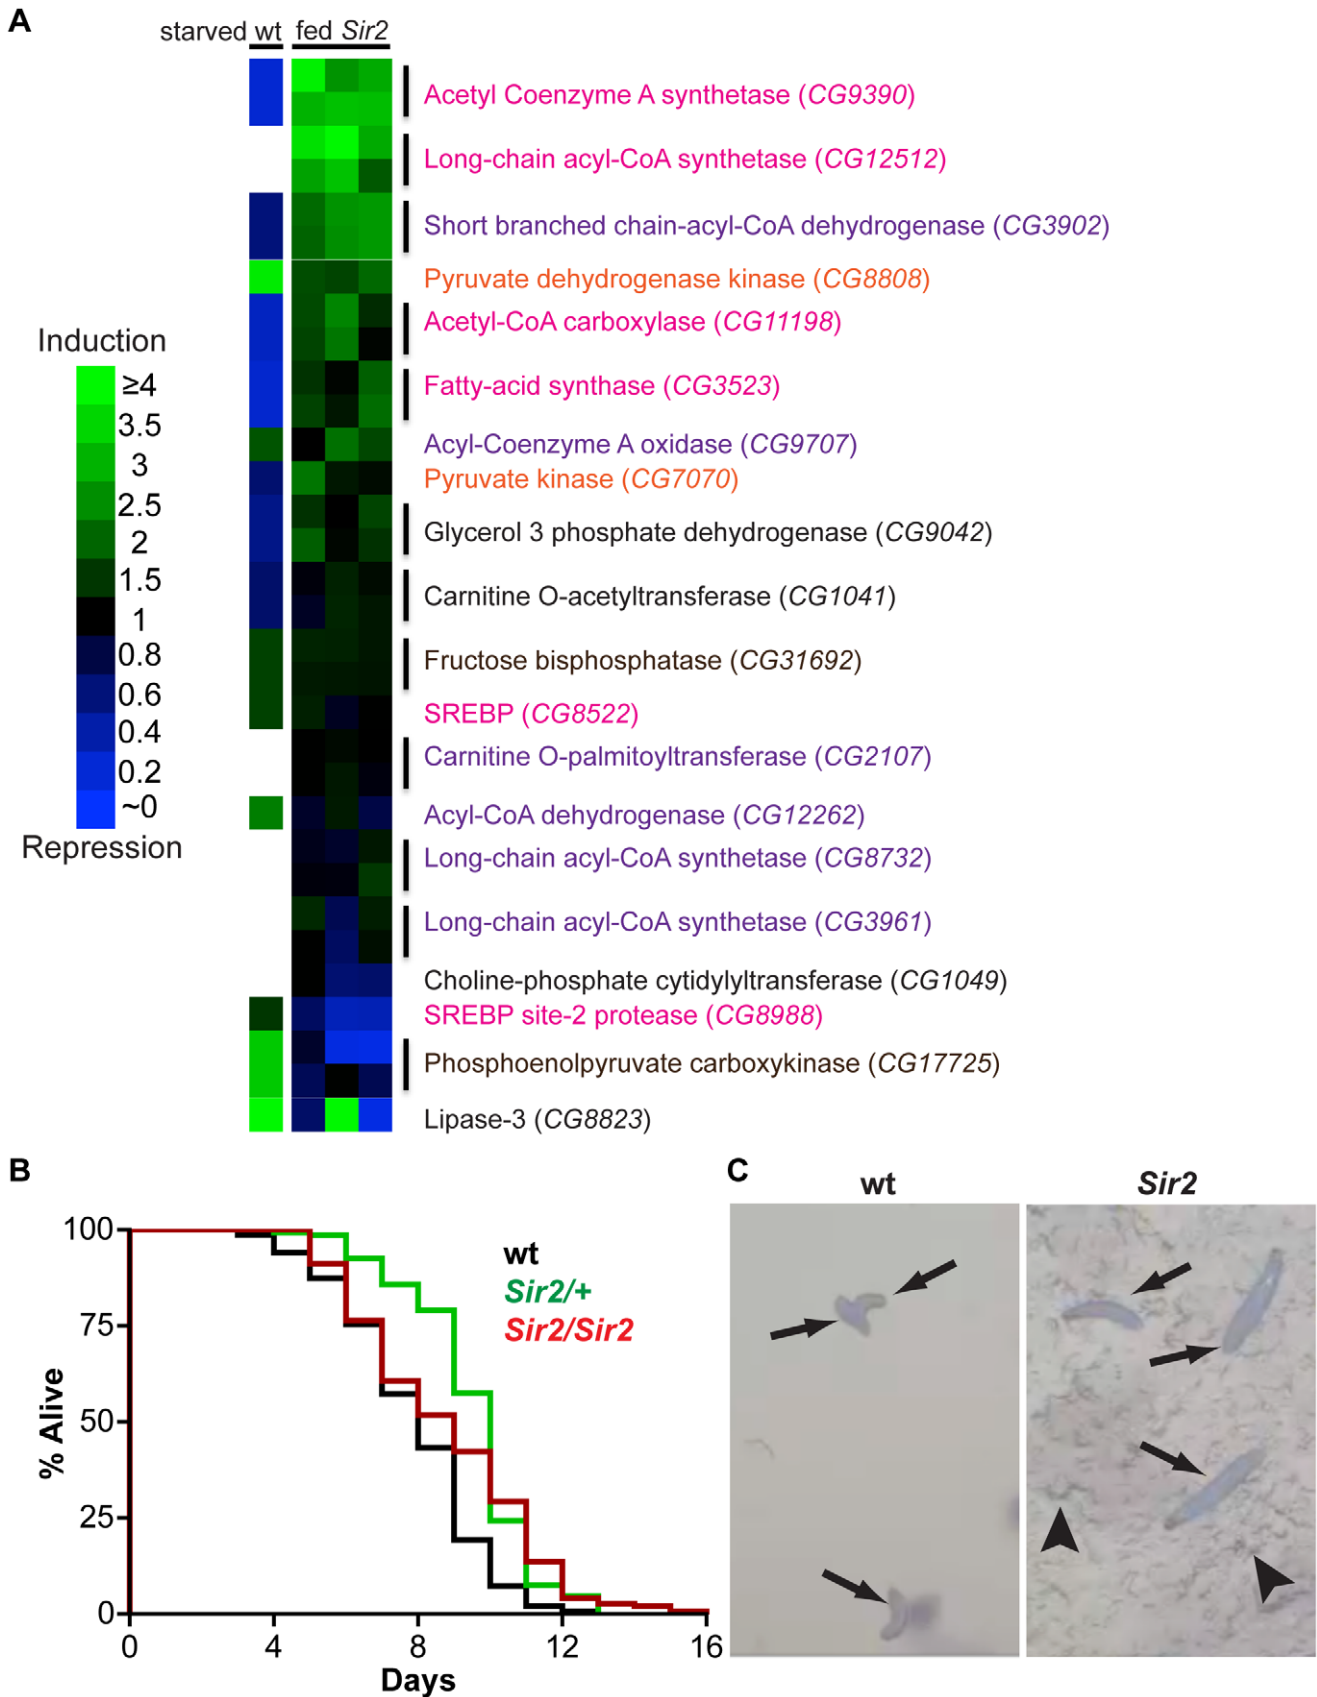 A
starved wt fed Sir2
Acetyl Coenzyme A synthetase (CG9390)
Long-chain acyl-CoA synthetase (CG12512)
Short branched chain-acyl-CoA dehydrogenase (CG3902)
Pyruvate dehydrogenase kinase (CG8808)
Acetyl-CoA carboxylase (CG11198)
Fatty-acid synthase (CG3523)
Acyl-Coenzyme A oxidase (CG9707)
Pyruvate kinase (CG7070)
Glycerol 3 phosphate dehydrogenase (CG9042)
Carnitine O-acetyltransferase (CG1041)
Fructose bisphosphatase (CG31692)
SREBP (CG8522)
Carnitine O-palmitoyltransferase (CG2107)
Acyl-CoA dehydrogenase (CG12262)
Long-chain acyl-CoA synthetase (CG8732)
Long-chain acyl-CoA synthetase (CG3961)
Choline-phosphate cytidylyltransferase (CG1049)
SREBP site-2 protease (CG8988)
Phosphoenolpyruvate carboxykinase (CG17725)
Lipase-3 (CG8823)
Induction
≥4
3.5
3
2.5
2
1.5
1
0.8
0.6
0.4
0.2
~0
Repression
B
% Alive
100
75
50
25
0
0 4 8 12 16
Days
wt
Sir2/+
Sir2/Sir2
C
wt Sir2